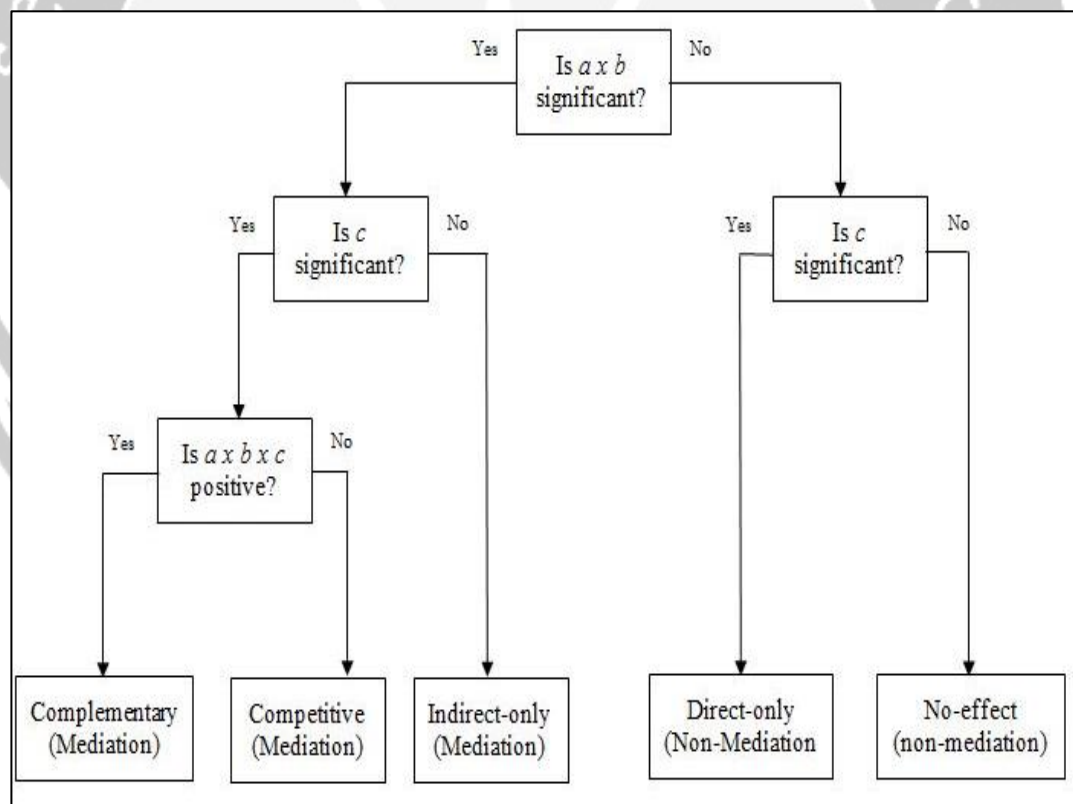 Yes
No
Is a x b
significant?
Yes
No
Is c
significant?
Yes
No
Is c
significant?
Yes
No
Is a x b x c
positive?
Complementary
(Mediation)
Competitive
(Mediation)
Indirect-only
(Mediation)
Direct-only
(Non-Mediation
No-effect
(non-mediation)